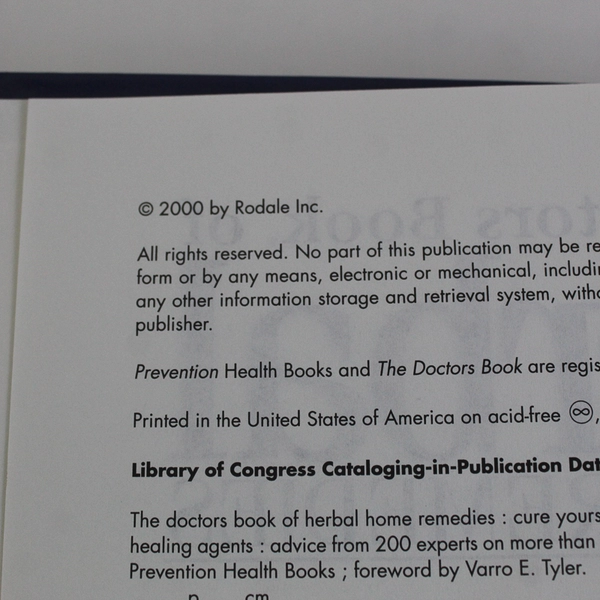 © 2000 by Rodale Inc.
All rights reserved. No part of this publication may be re
form or by any means, electronic or mechanical, includi
any other information storage and retrieval system, witho
publisher.
Prevention Health Books and The Doctors Book are regis
Printed in the United States of America on acid-free ♾,
Library of Congress Cataloging-in-Publication Dat
The doctors book of herbal home remedies : cure yours
healing agents : advice from 200 experts on more than
Prevention Health Books ; foreword by Varro E. Tyler.
p. cm.